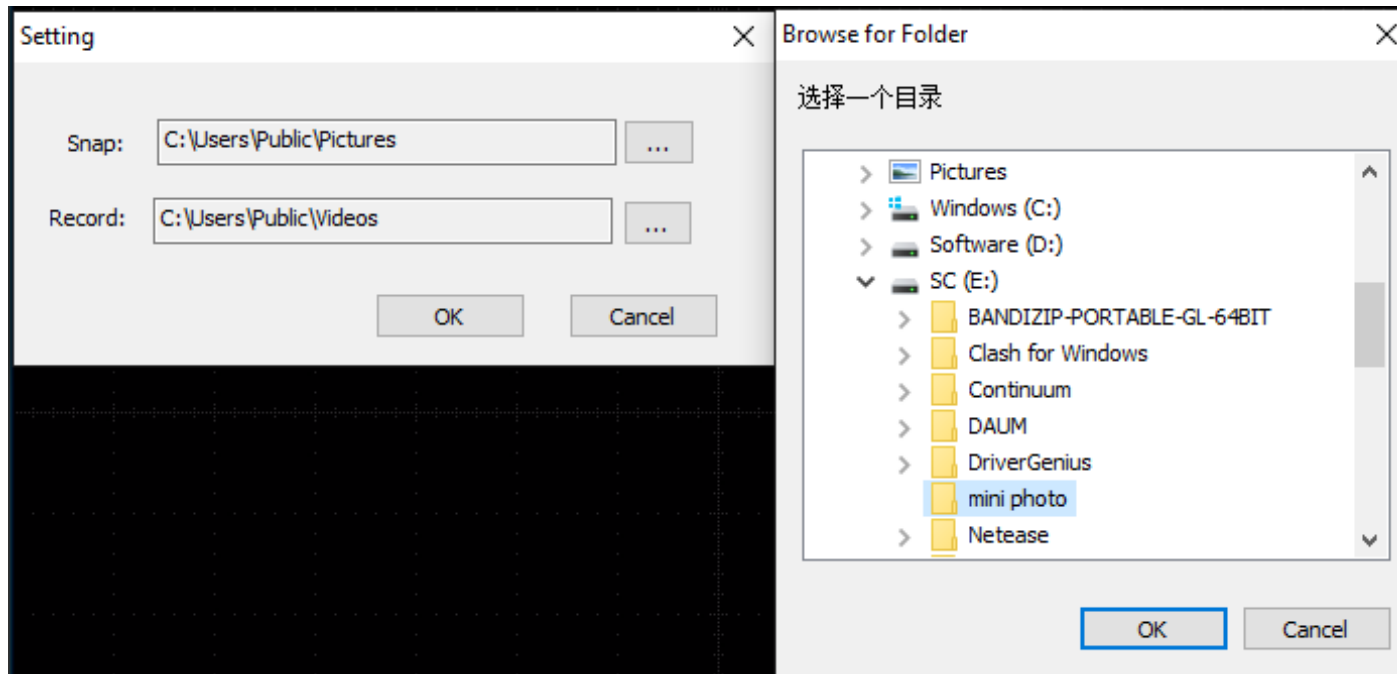 Setting
Snap:
C:\Users\Public\Pictures
...
Record:
C:\Users\Public\Videos
...
OK
Cancel
Browse for Folder
选择一个目录
Pictures
Windows (C:)
Software (D:)
SC (E:)
BANDIZIP-PORTABLE-GL-64BIT
Clash for Windows
Continuum
DAUM
DriverGenius
mini photo
Netease
OK
Cancel